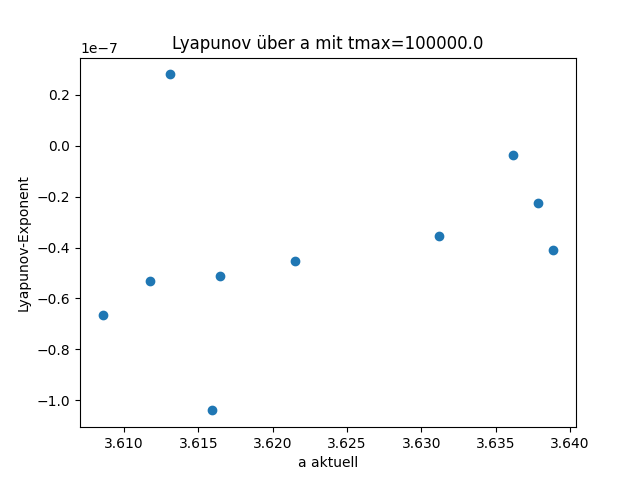 Lyapunov über a mit tmax=100000.0
1e−7
0.2
0.0
−0.2
−0.4
−0.6
−0.8
−1.0
Lyapunov-Exponent
3.610 3.615 3.620 3.625 3.630 3.635 3.640
a aktuell